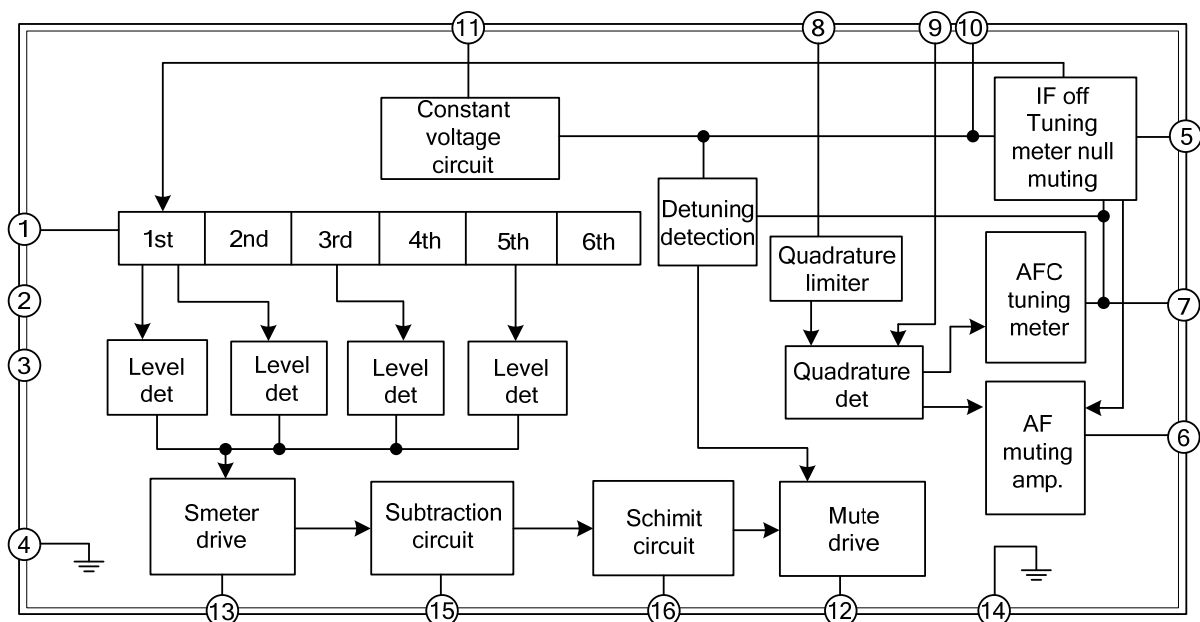 11
8
9
10
Constant
voltage
circuit
IF off
Tuning
meter null
muting
5
1
1st
2nd
3rd
4th
5th
6th
Detuning
detection
Quadrature
limiter
AFC
tuning
meter
7
2
3
Level
det
Level
det
Level
det
Level
det
Quadrature
det
AF
muting
amp.
6
Smeter
drive
Subtraction
circuit
Schimit
circuit
Mute
drive
4
13
15
16
12
14